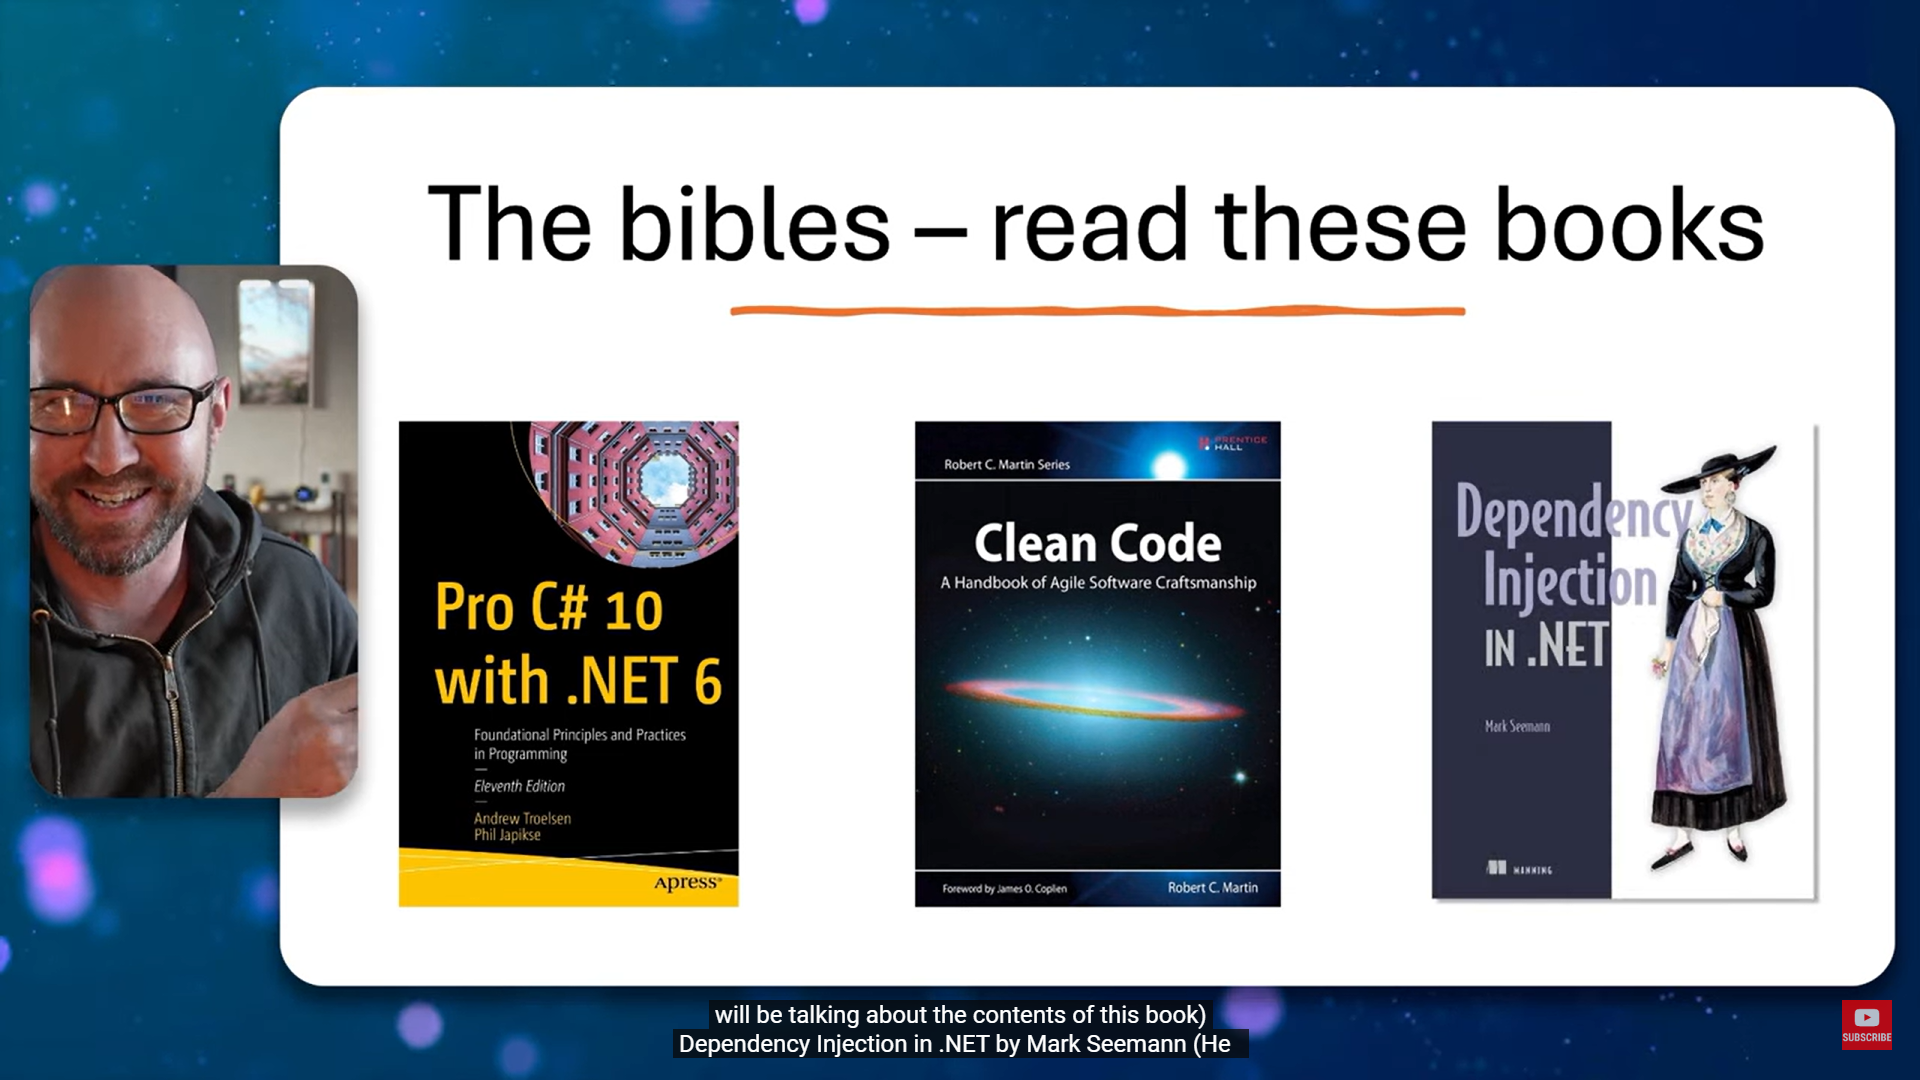 The bibles – read these books
Pro C# 10
with .NET 6
Foundational Principles and Practices
in Programming
Eleventh Edition
Andrew Troelsen
Phil Japikse
Apress®
PRENTICE
HALL
Robert C. Martin Series
Clean Code
A Handbook of Agile Software Craftsmanship
Foreword by James O. Coplien
Robert C. Martin
Dependency
Injection
IN .NET
Mark Seemann
MANNING
will be talking about the contents of this book)
Dependency Injection in .NET by Mark Seemann (He
SUBSCRIBE